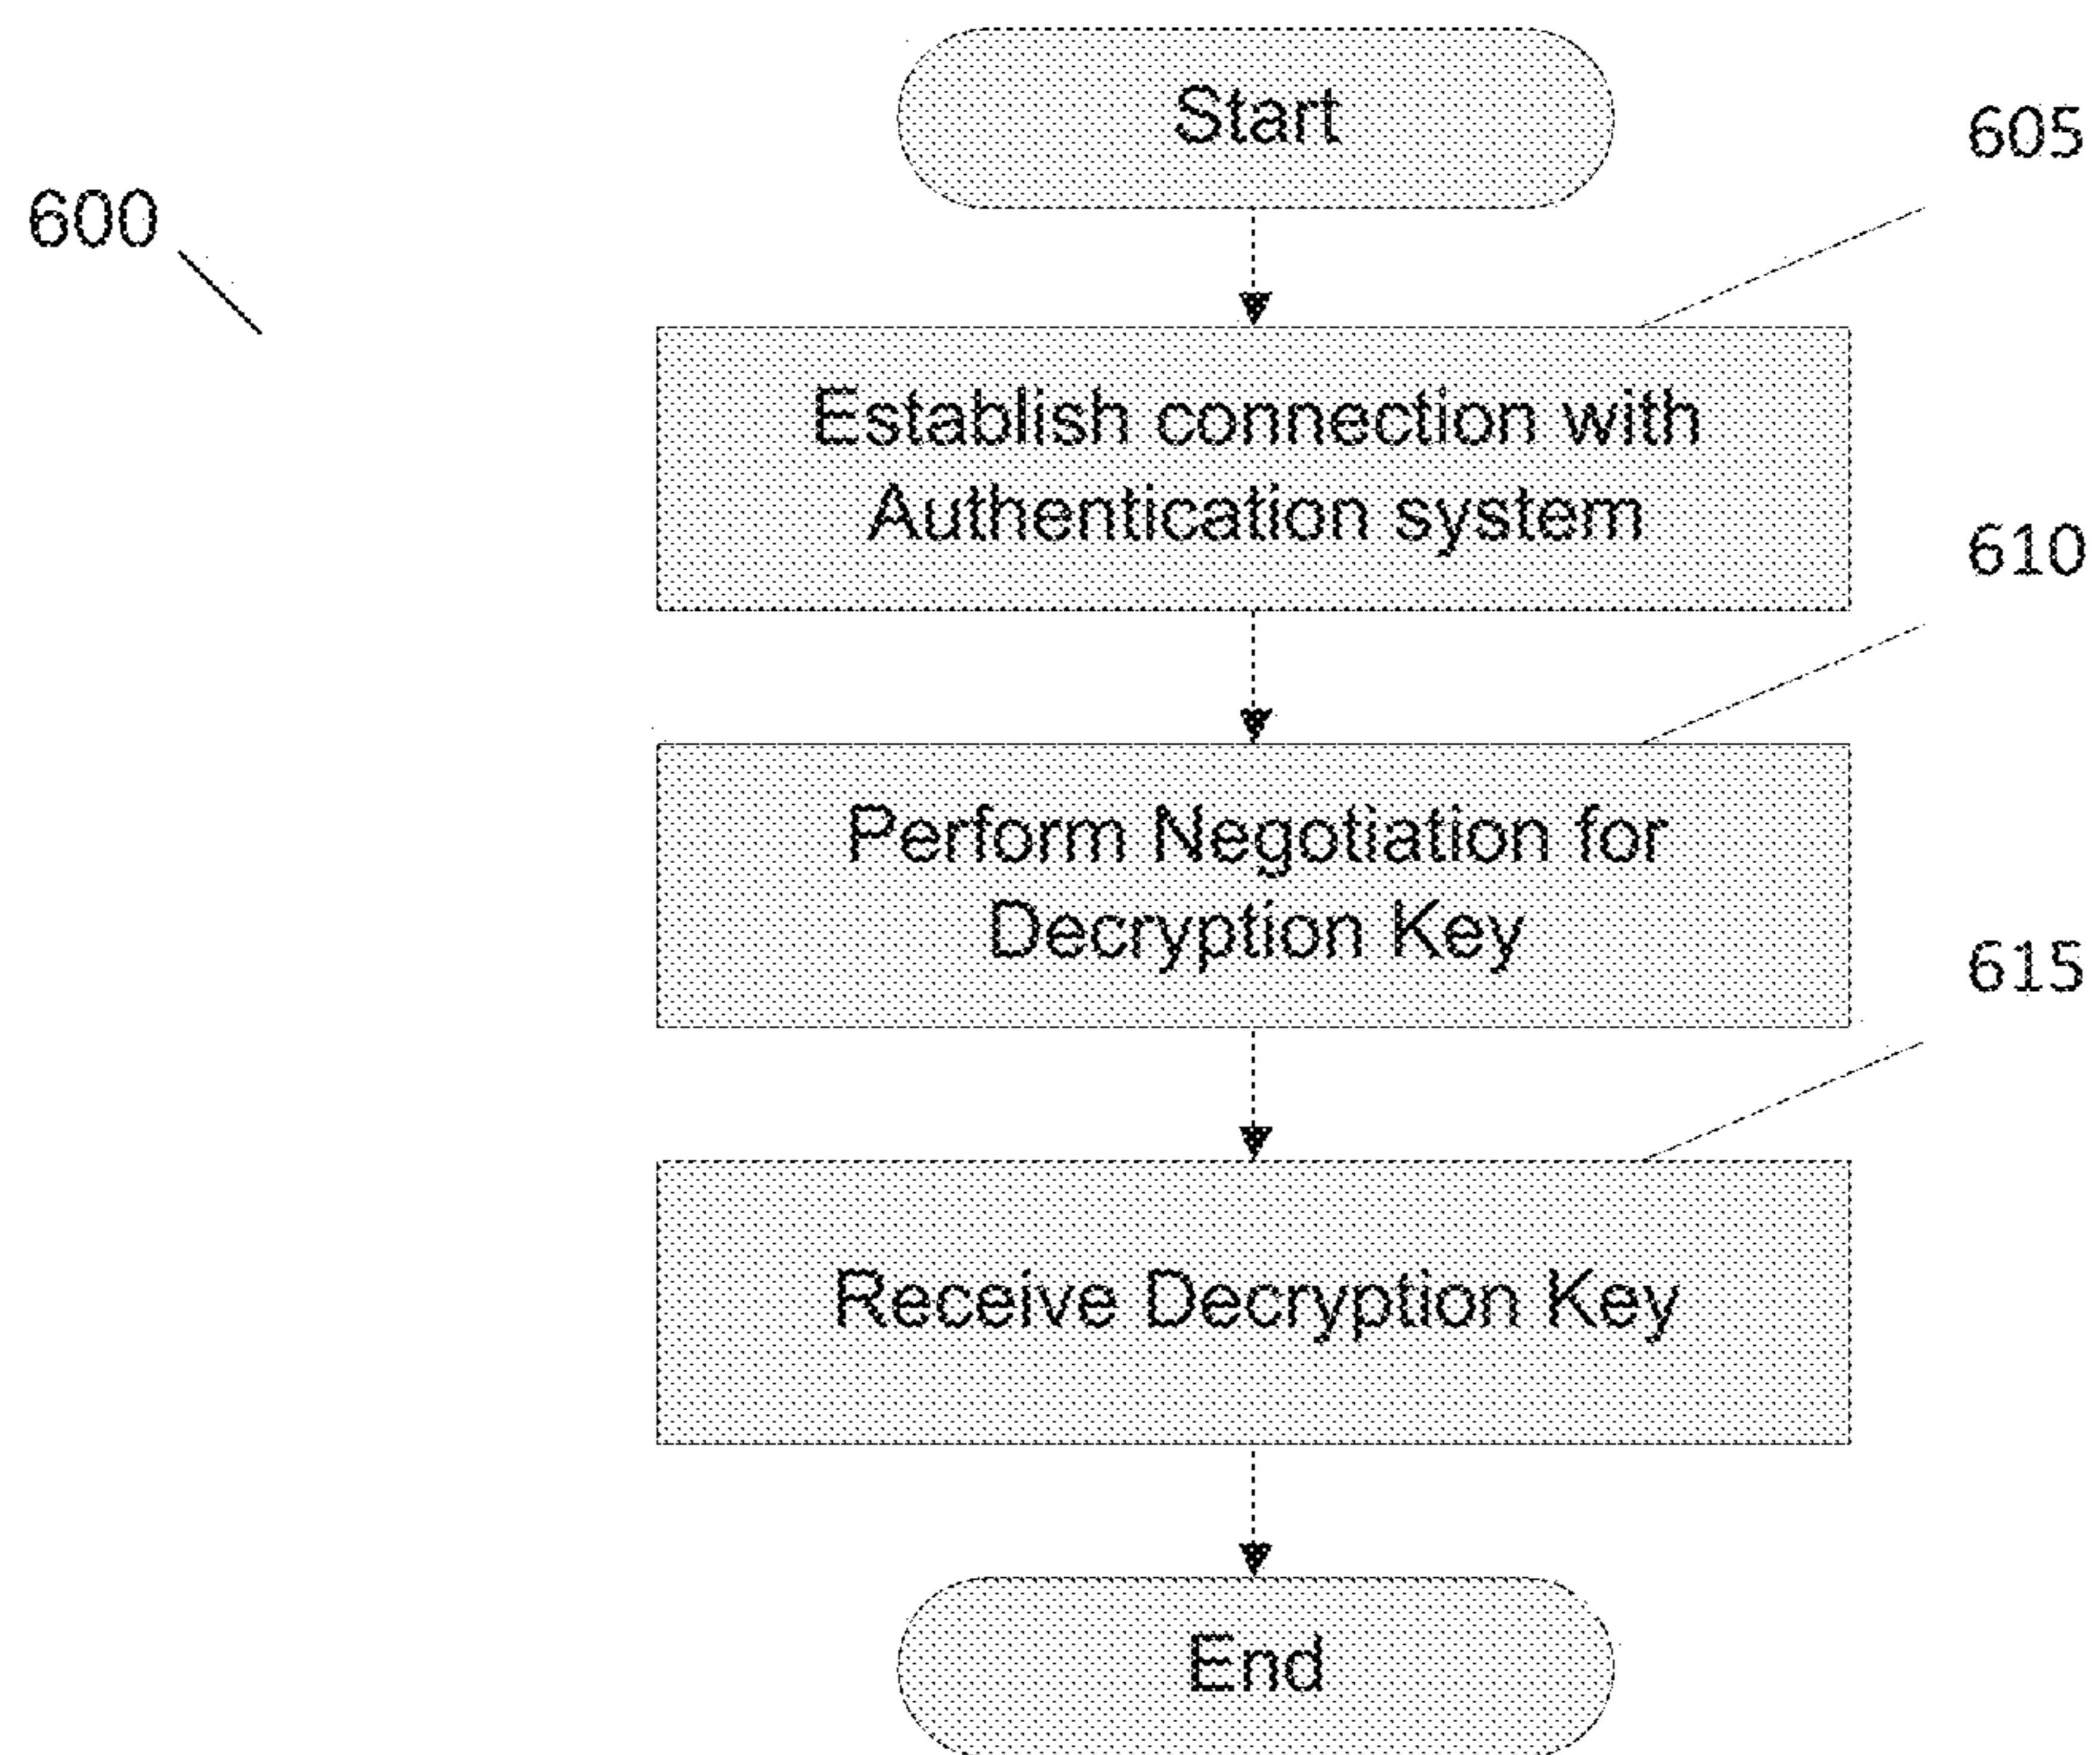 Start
605
600
Establish connection with
Authentication system
610
Perform Negotiation for
Decryption Key
615
Receive Decryption Key
End